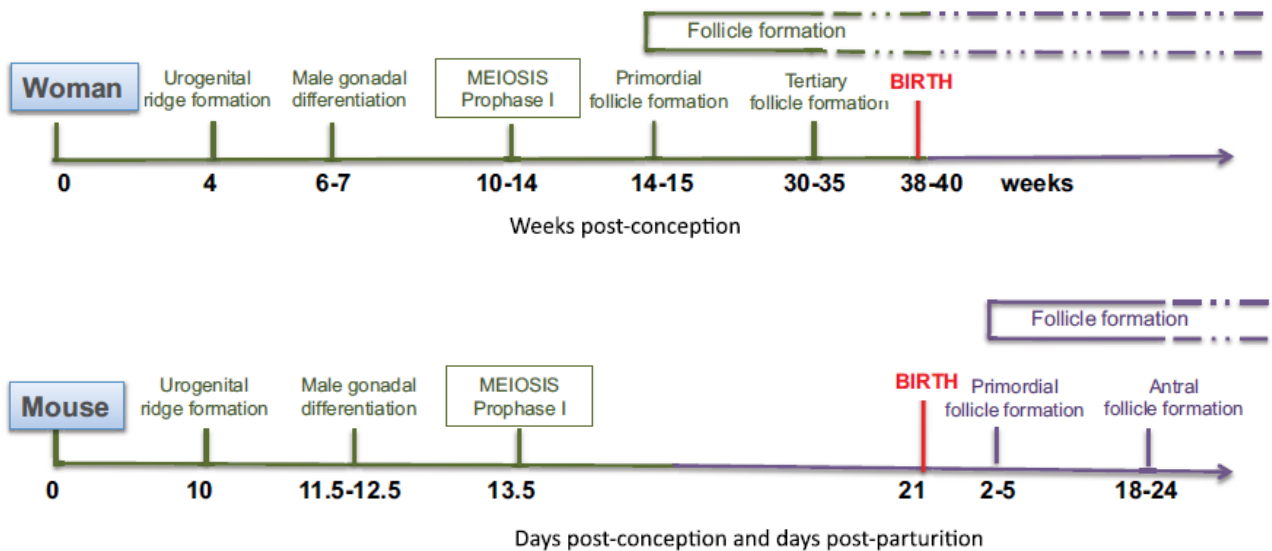 Follicle formation
Woman
Urogenital
ridge formation
Male gonadal
differentiation
MEIOSIS
Prophase I
Primordial
follicle formation
Tertiary
follicle formation
BIRTH
0
4
6-7
10-14
14-15
30-35
38-40
weeks
Weeks post-conception
Follicle formation
Mouse
Urogenital
ridge formation
Male gonadal
differentiation
MEIOSIS
Prophase I
BIRTH
Primordial
follicle formation
Antral
follicle formation
0
10
11.5-12.5
13.5
21
2-5
18-24
Days post-conception and days post-parturition